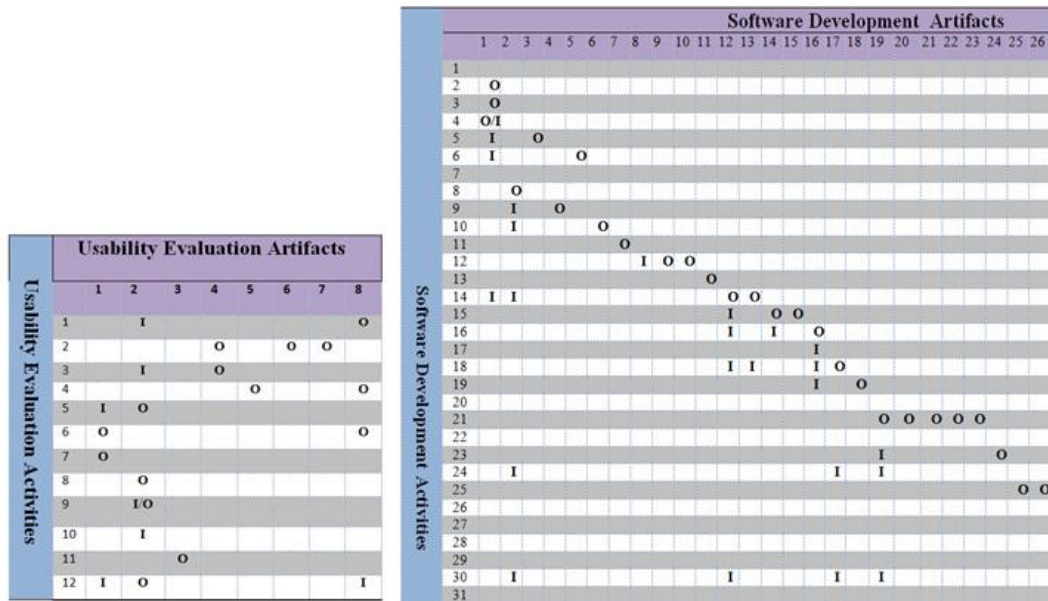 Usability Evaluation Artifacts
Usability Evaluation Activities
1 2 3 4 5 6 7 8
1 I O
2 O O O
3 I O
4 O O
5 I O
6 O O
7 O
8 O
9 I/O
10 I
11 O
12 I O I
Software Development Artifacts
Software Development Activities
1 2 3 4 5 6 7 8 9 10 11 12 13 14 15 16 17 18 19 20 21 22 23 24 25 26
1
2 O
3 O
4 O/I
5 I O
6 I O
7
8 O
9 I O
10 I O
11 O
12 I O O
13 O
14 I I O O
15 I O O
16 I I O
17 I
18 I I I O
19 I O
20
21 O O O O O
22
23 I O
24 I I I
25 O O
26
27
28
29
30 I I I I
31